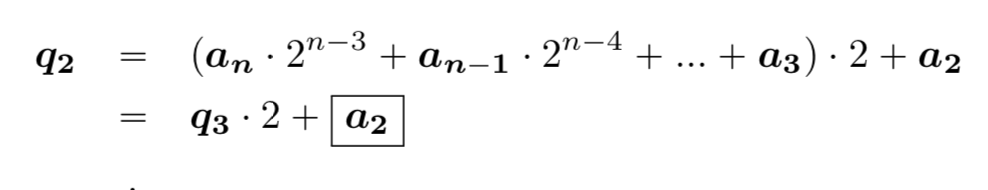 q₂ = (aₙ · 2ⁿ⁻³ + aₙ₋₁ · 2ⁿ⁻⁴ + ... + a₃) · 2 + a₂
= q₃ · 2 + a₂